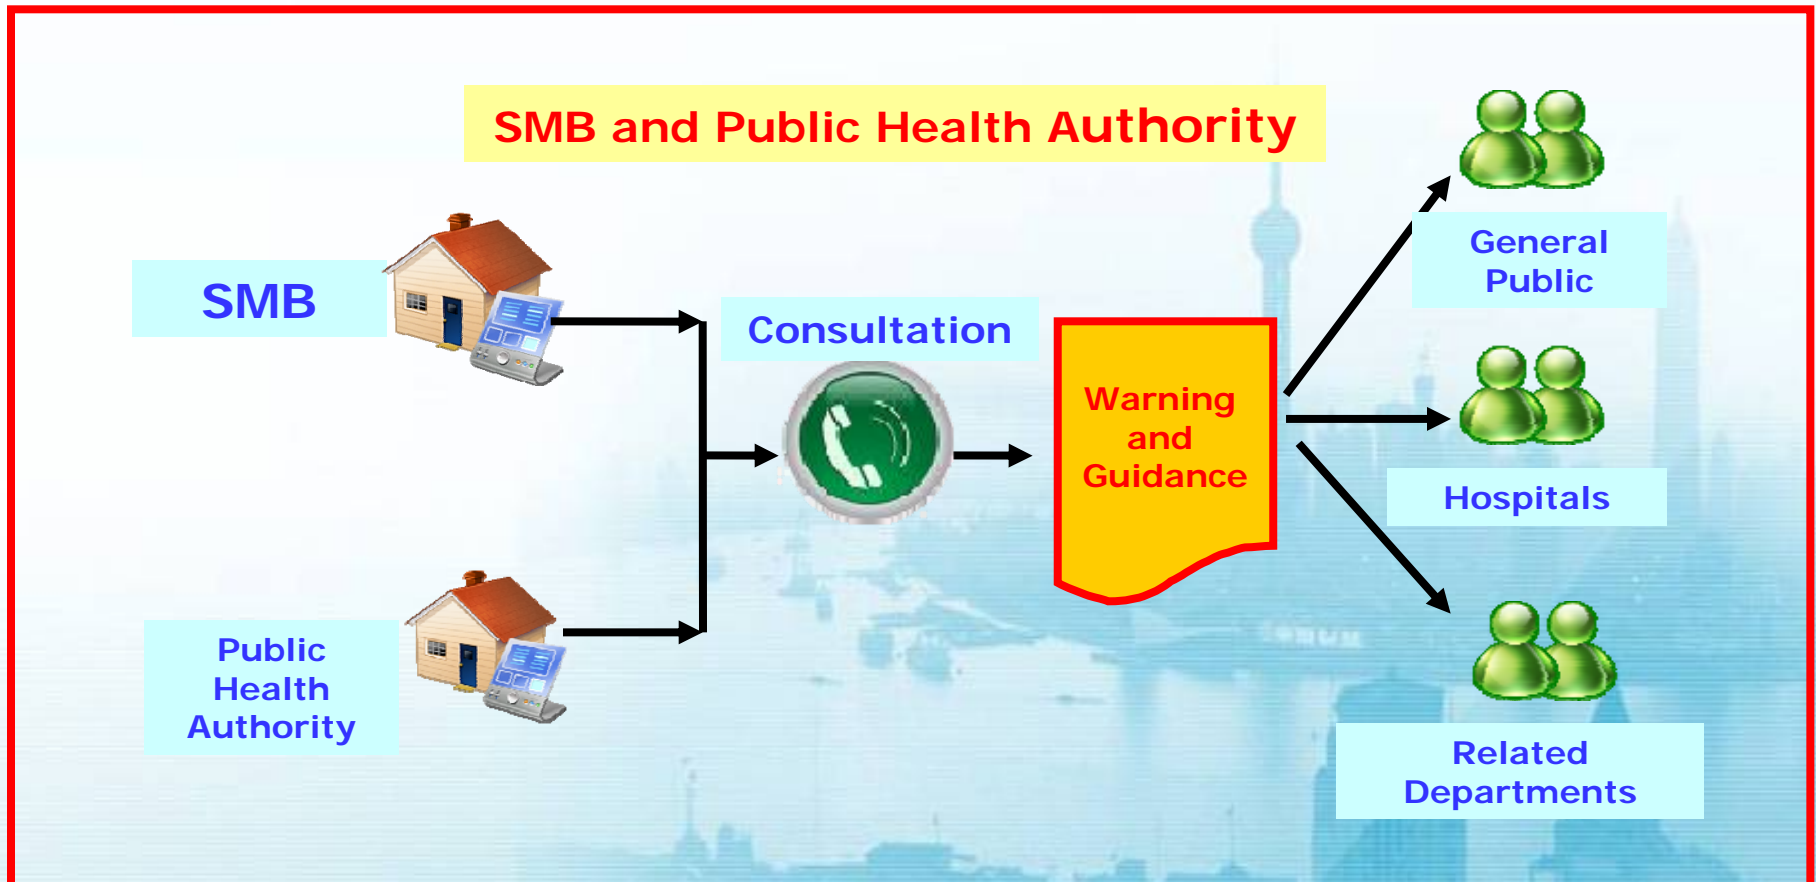 SMB and Public Health Authority
SMB
Public
Health
Authority
Consultation
Warning
and
Guidance
General
Public
Hospitals
Related
Departments